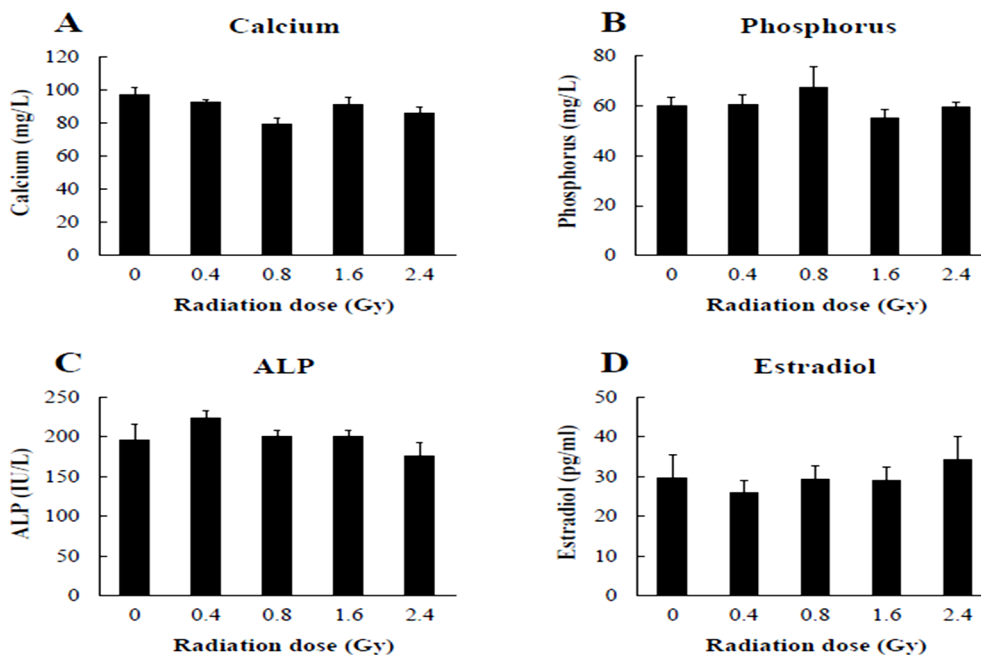 A
Calcium
Calcium (mg/L)
120
100
80
60
40
20
0
0 0.4 0.8 1.6 2.4
Radiation dose (Gy)
B
Phosphorus
Phosphorus (mg/L)
80
60
40
20
0
0 0.4 0.8 1.6 2.4
Radiation dose (Gy)
C
ALP
ALP (IU/L)
250
200
150
100
50
0
0 0.4 0.8 1.6 2.4
Radiation dose (Gy)
D
Estradiol
Estradiol (pg/ml)
50
40
30
20
10
0
0 0.4 0.8 1.6 2.4
Radiation dose (Gy)